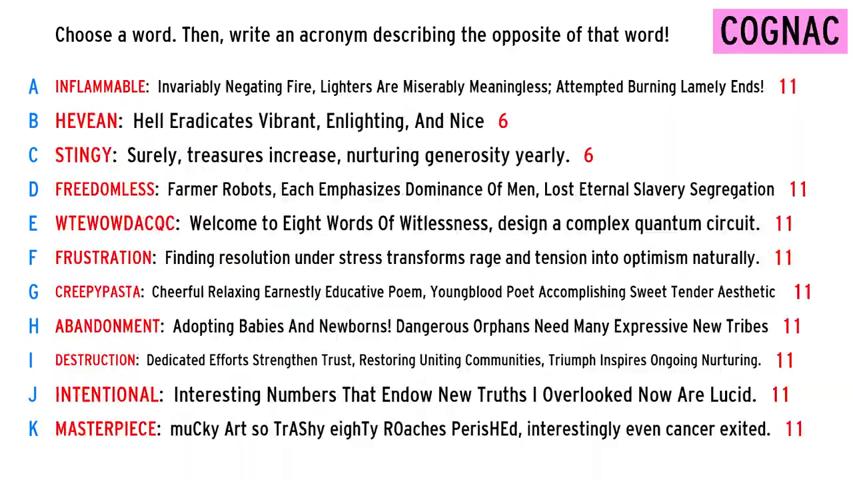 Choose a word. Then, write an acronym describing the opposite of that word!
COGNAC
A INFLAMMABLE: Invariably Negating Fire, Lighters Are Miserably Meaningless; Attempted Burning Lamely Ends! 11
B HEVEAN: Hell Eradicates Vibrant, Enlighting, And Nice 6
C STINGY: Surely, treasures increase, nurturing generosity yearly. 6
D FREEDOMLESS: Farmer Robots, Each Emphasizes Dominance Of Men, Lost Eternal Slavery Segregation 11
E WTEWOWDACQC: Welcome to Eight Words Of Witlessness, design a complex quantum circuit. 11
F FRUSTRATION: Finding resolution under stress transforms rage and tension into optimism naturally. 11
G CREEPYPASTA: Cheerful Relaxing Earnestly Educative Poem, Youngblood Poet Accomplishing Sweet Tender Aesthetic 11
H ABANDONMENT: Adopting Babies And Newborns! Dangerous Orphans Need Many Expressive New Tribes 11
I DESTRUCTION: Dedicated Efforts Strengthen Trust, Restoring Uniting Communities, Triumph Inspires Ongoing Nurturing. 11
J INTENTIONAL: Interesting Numbers That Endow New Truths I Overlooked Now Are Lucid. 11
K MASTERPIECE: muCky Art so TrAShy eighTy ROaches PerisHEd, interestingly even cancer exited. 11